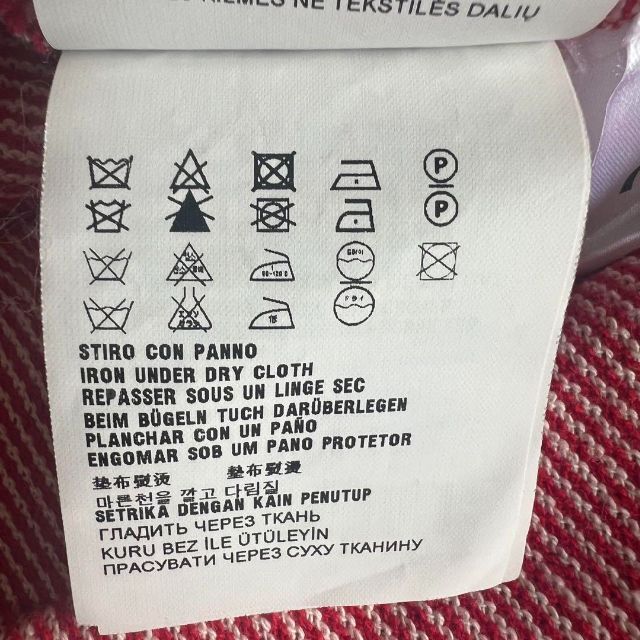 NE TEKSTILĖS DALIŲ
P
P
STIRO CON PANNO
IRON UNDER DRY CLOTH
REPASSER SOUS UN LINGE SEC
BEIM BÜGELN TUCH DARÜBERLEGEN
PLANCHAR CON UN PAÑO
ENGOMAR SOB UM PANO PROTETOR
垫布熨烫 墊布熨燙
마른천을 깔고 다림질
SETRIKA DENGAN KAIN PENUTUP
ГЛАДИТЬ ЧЕРЕЗ ТКАНЬ
KURU BEZ İLE ÜTÜLEYİN
ПРАСУВАТИ ЧЕРЕЗ СУХУ ТКАНИНУ